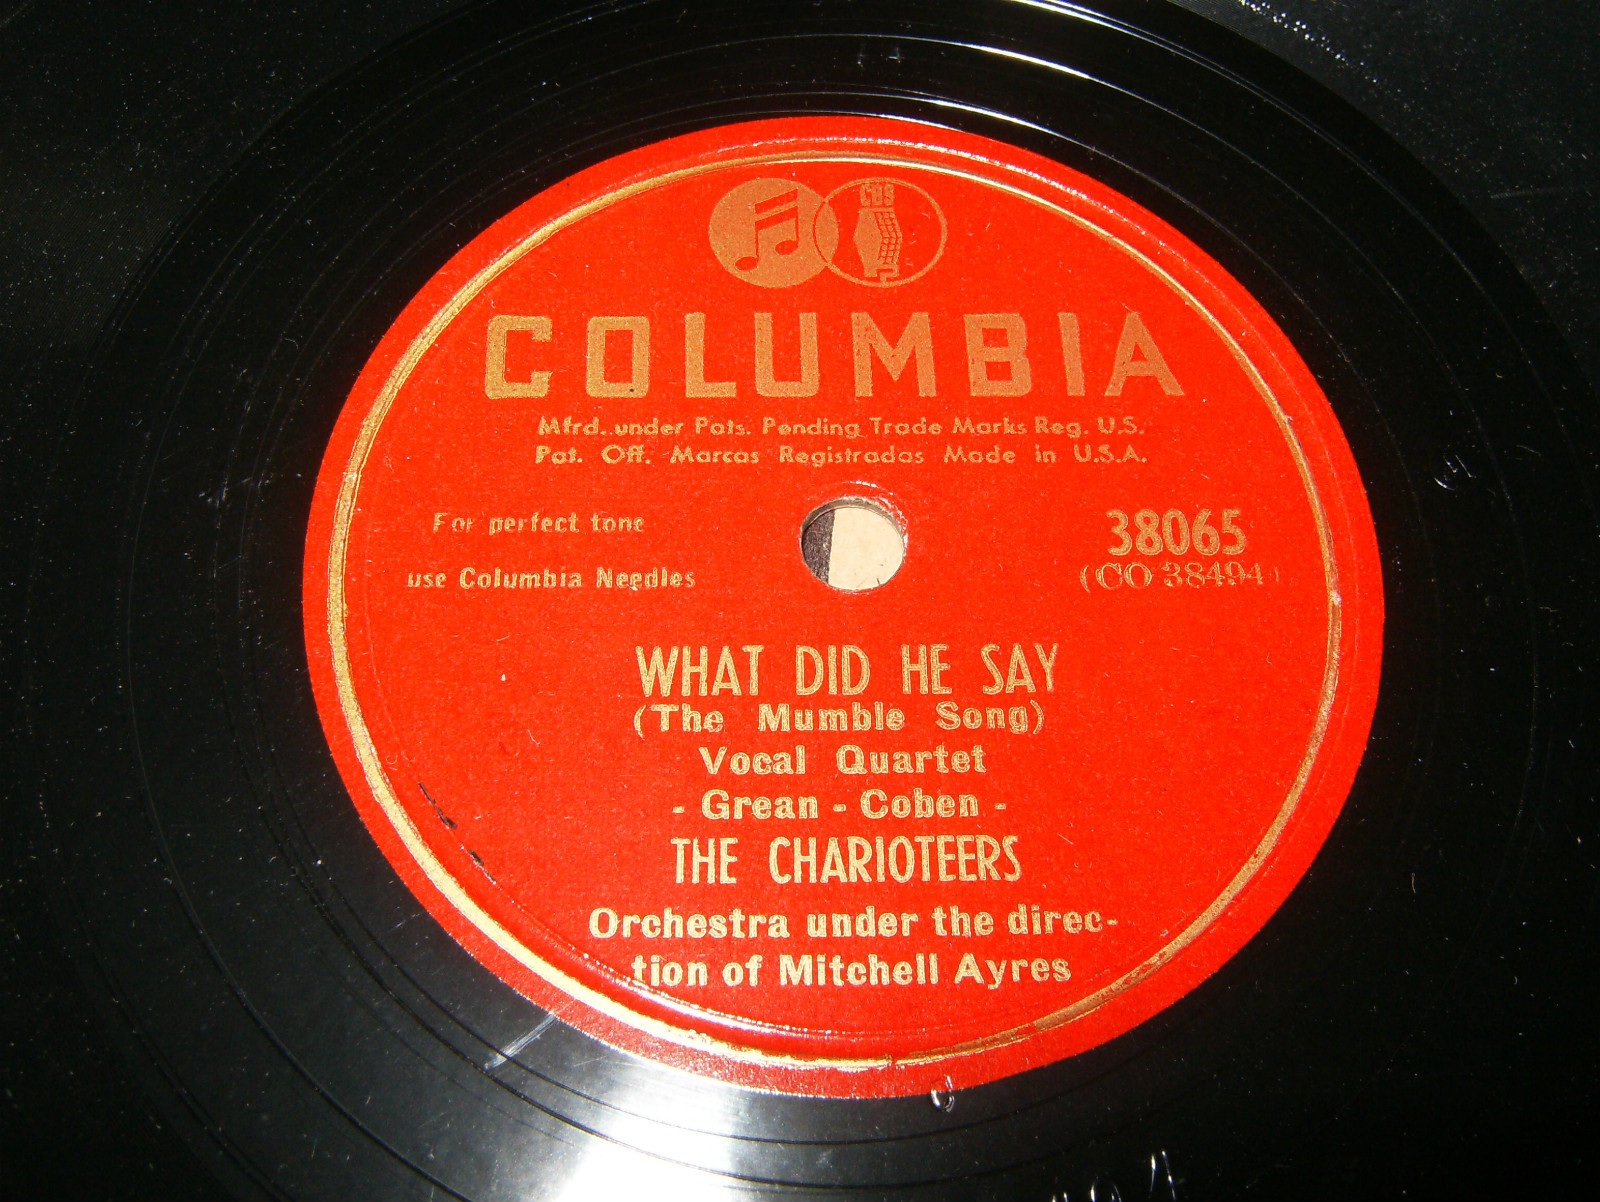 CBS
COLUMBIA
Mfrd. under Pats. Pending Trade Marks Reg. U.S.
Pat. Off. Marcas Registradas Made in U.S.A.
For perfect tone
use Columbia Needles
38065
(CO 38494)
WHAT DID HE SAY
(The Mumble Song)
Vocal Quartet
- Grean - Coben -
THE CHARIOTEERS
Orchestra under the direc-
tion of Mitchell Ayres